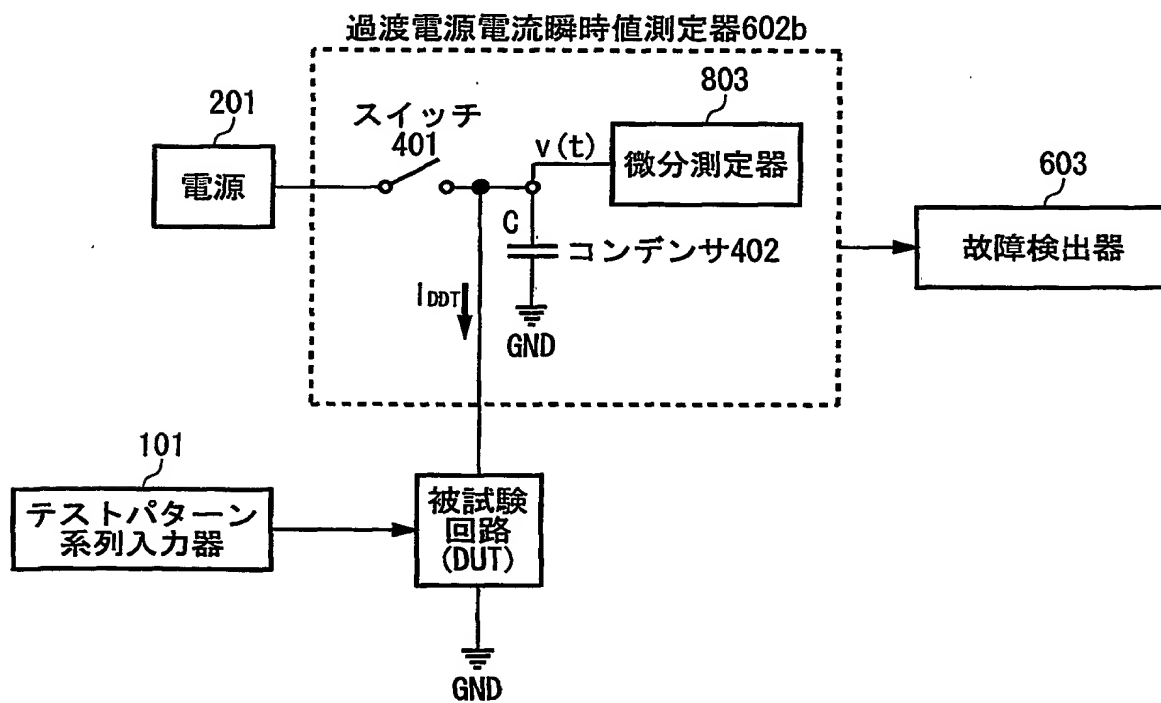 過渡電源電流瞬時値測定器602b
201
電源
スイッチ
401
v(t)
803
微分測定器
603
故障検出器
C
コンデンサ402
IDDT
GND
101
テストパターン
系列入力器
被試験
回路
(DUT)
GND